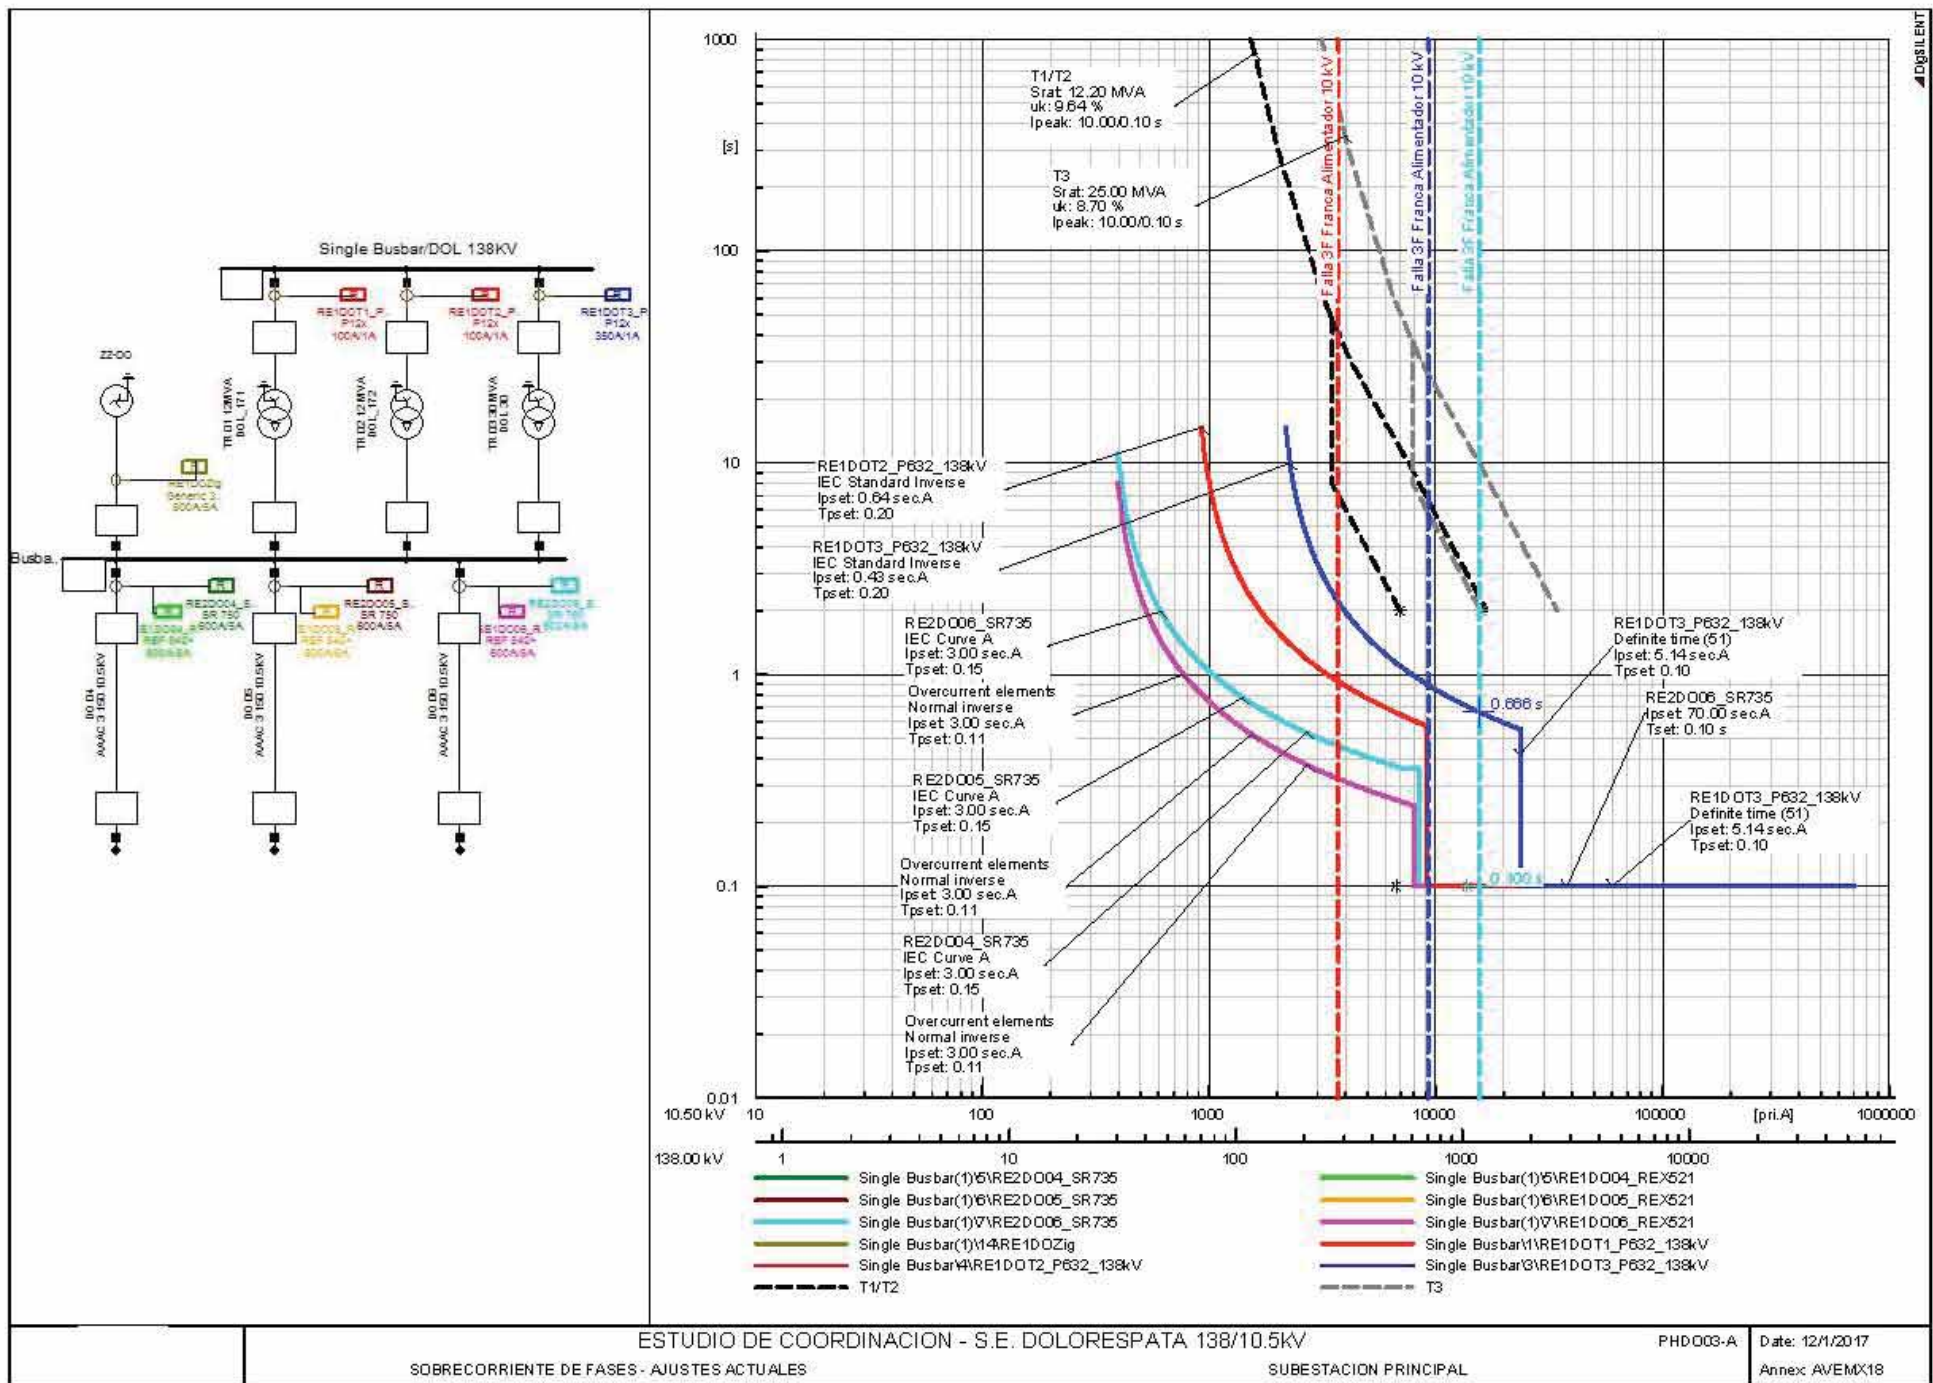 DIgSILENT
Single Busbar/DOL 138KV
RE1DOT1_P
P12x
100A/1A
RE1DOT2_P
P12x
100A/1A
RE1DOT3_P
P12x
350A/1A
ZZ-DO
TRD1 12MVA
DOL_171
TRD2 12MVA
DOL_172
TRD3 30 MVA
DOL 30
RE1DOZig
Generic 3.
500A/5A
Busba..
RE2DO04_S..
SR 750
600A/5A
RE2DO05_S..
SR 750
600A/5A
DO 04
AAAC 3 150 10.5kV
DO 05
AAAC 3 150 10.5kV
DO 06
AAAC 3 150 10.5kV
1000
[s]
100
10
1
0.1
0.01
T1/T2
Srat: 12.20 MVA
uk: 9.64 %
Ipeak: 10.00/0.10 s
T3
Srat: 25.00 MVA
uk: 8.70 %
Ipeak: 10.00/0.10 s
Falla 3F Franca Alimentador 10 kV
Falla 3F Franca Alimentador 10 kV
Falla 3F Franca Alimentador 10 kV
RE1DOT2_P632_138kV
IEC Standard Inverse
Ipset: 0.64 sec.A
Tpset: 0.20
RE1DOT3_P632_138kV
IEC Standard Inverse
Ipset: 0.43 sec.A
Tpset: 0.20
RE2DO06_SR735
IEC Curve A
Ipset: 3.00 sec.A
Tpset: 0.15
Overcurrent elements
Normal inverse
Ipset: 3.00 sec.A
Tpset: 0.11
RE2DO05_SR735
IEC Curve A
Ipset: 3.00 sec.A
Tpset: 0.15
Overcurrent elements
Normal inverse
Ipset: 3.00 sec.A
Tpset: 0.11
RE2DO04_SR735
IEC Curve A
Ipset: 3.00 sec.A
Tpset: 0.15
Overcurrent elements
Normal inverse
Ipset: 3.00 sec.A
Tpset: 0.11
RE1DOT3_P632_138kV
Definite time (51)
Ipset: 5.14 sec.A
Tpset: 0.10
RE2DO06_SR735
Ipset: 70.00 sec.A
Tset: 0.10 s
RE1DOT3_P632_138kV
Definite time (51)
Ipset: 5.14 sec.A
Tpset: 0.10
0.666 s
0.100 s
10.50 kV 10 100 1000 10000 100000 [pri.A] 1000000
138.00 kV 1 10 100 1000 10000
Single Busbar(1)\5\RE2DO04_SR735
Single Busbar(1)\5\RE1DO04_REX521
Single Busbar(1)\6\RE2DO05_SR735
Single Busbar(1)\6\RE1DO05_REX521
Single Busbar(1)\7\RE2DO06_SR735
Single Busbar(1)\7\RE1DO06_REX521
Single Busbar(1)\14\RE1DOZig
Single Busbar\1\RE1DOT1_P632_138kV
Single Busbar\4\RE1DOT2_P632_138kV
Single Busbar\3\RE1DOT3_P632_138kV
T1/T2
T3
ESTUDIO DE COORDINACION - S.E. DOLORESPATA 138/10.5kV
PHDO03-A
Date: 12/1/2017
SOBRECORRIENTE DE FASES - AJUSTES ACTUALES
SUBESTACION PRINCIPAL
Annex: AVEMX18